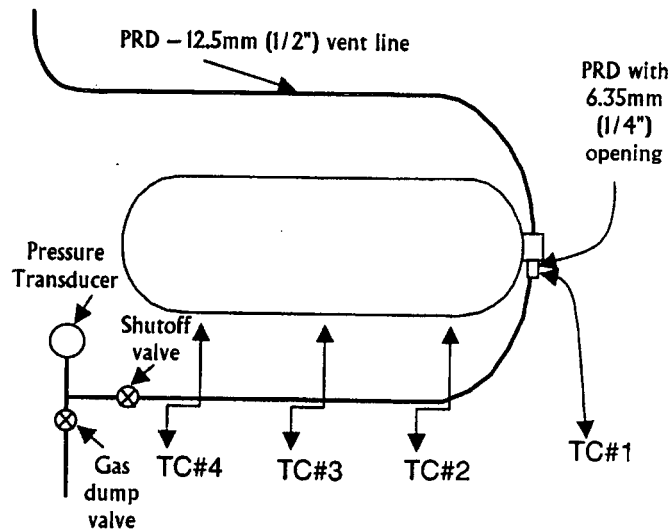 PRD – 12.5mm (1/2") vent line
PRD with
6.35mm
(1/4")
opening
Pressure
Transducer
Shutoff
valve
TC#4
TC#3
TC#2
TC#1
Gas
dump
valve